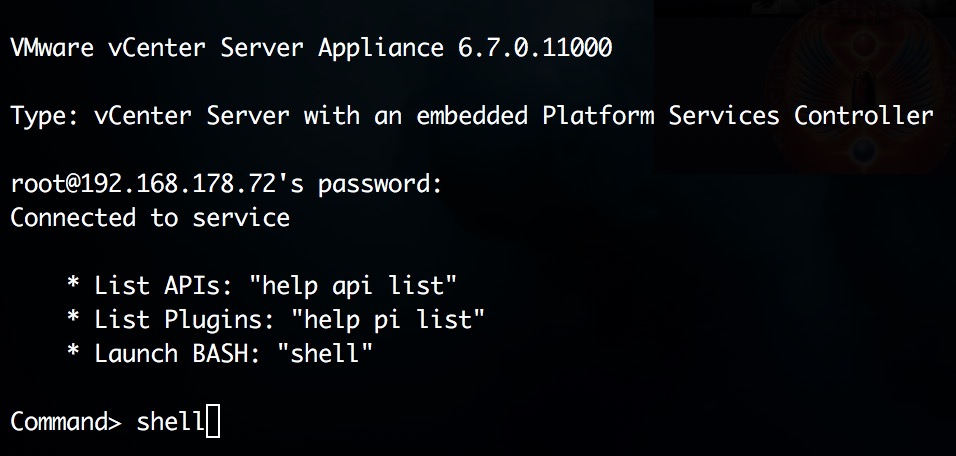 VMware vCenter Server Appliance 6.7.0.11000
Type: vCenter Server with an embedded Platform Services Controller
root@192.168.178.72's password:
Connected to service
* List APIs: "help api list"
* List Plugins: "help pi list"
* Launch BASH: "shell"
Command> shell